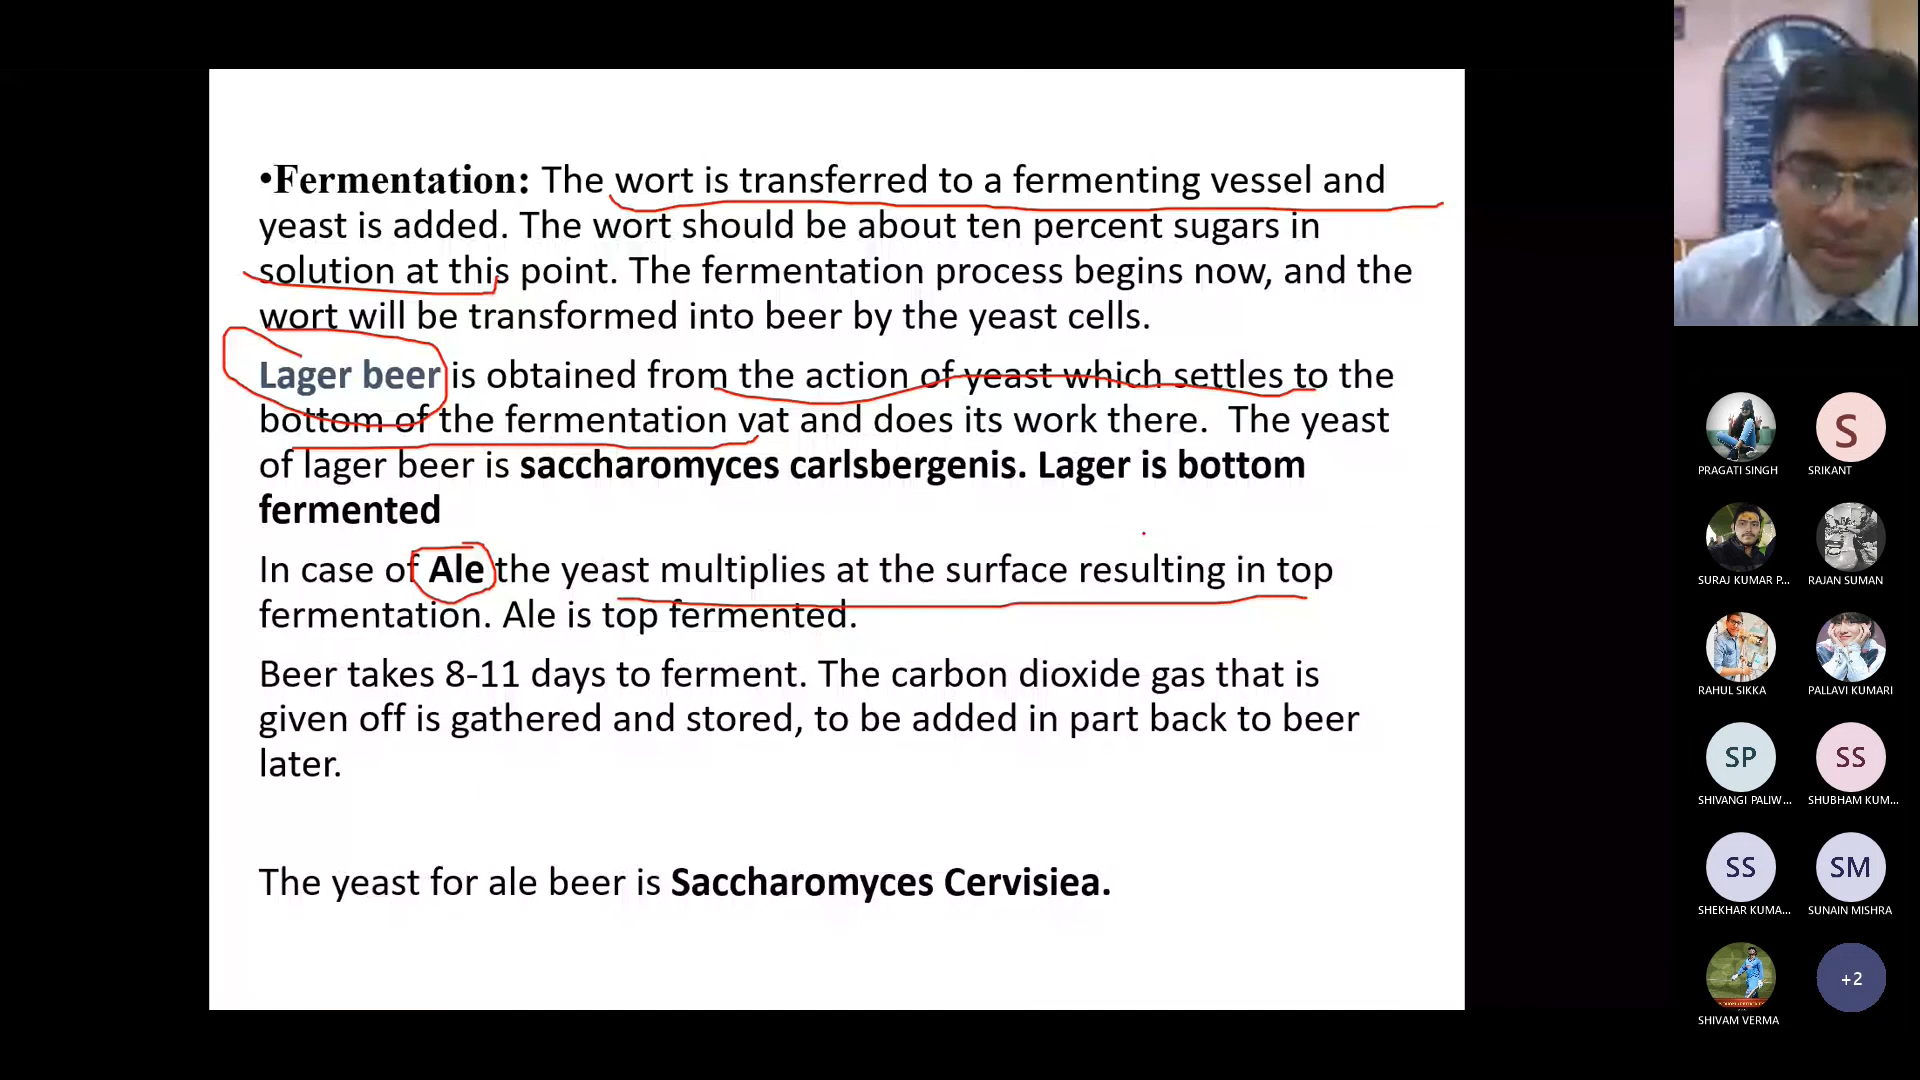 •Fermentation: The wort is transferred to a fermenting vessel and
yeast is added. The wort should be about ten percent sugars in
solution at this point. The fermentation process begins now, and the
wort will be transformed into beer by the yeast cells.
Lager beer is obtained from the action of yeast which settles to the
bottom of the fermentation vat and does its work there. The yeast
of lager beer is saccharomyces carlsbergenis. Lager is bottom
fermented
In case of Ale the yeast multiplies at the surface resulting in top
fermentation. Ale is top fermented.
Beer takes 8-11 days to ferment. The carbon dioxide gas that is
given off is gathered and stored, to be added in part back to beer
later.
The yeast for ale beer is Saccharomyces Cervisiea.
S
PRAGATI SINGH
SRIKANT
SURAJ KUMAR P...
RAJAN SUMAN
RAHUL SIKKA
PALLAVI KUMARI
SP
SS
SHIVANGI PALIW...
SHUBHAM KUM...
SS
SM
SHEKHAR KUMA...
SUNAIN MISHRA
+2
SHIVAM VERMA